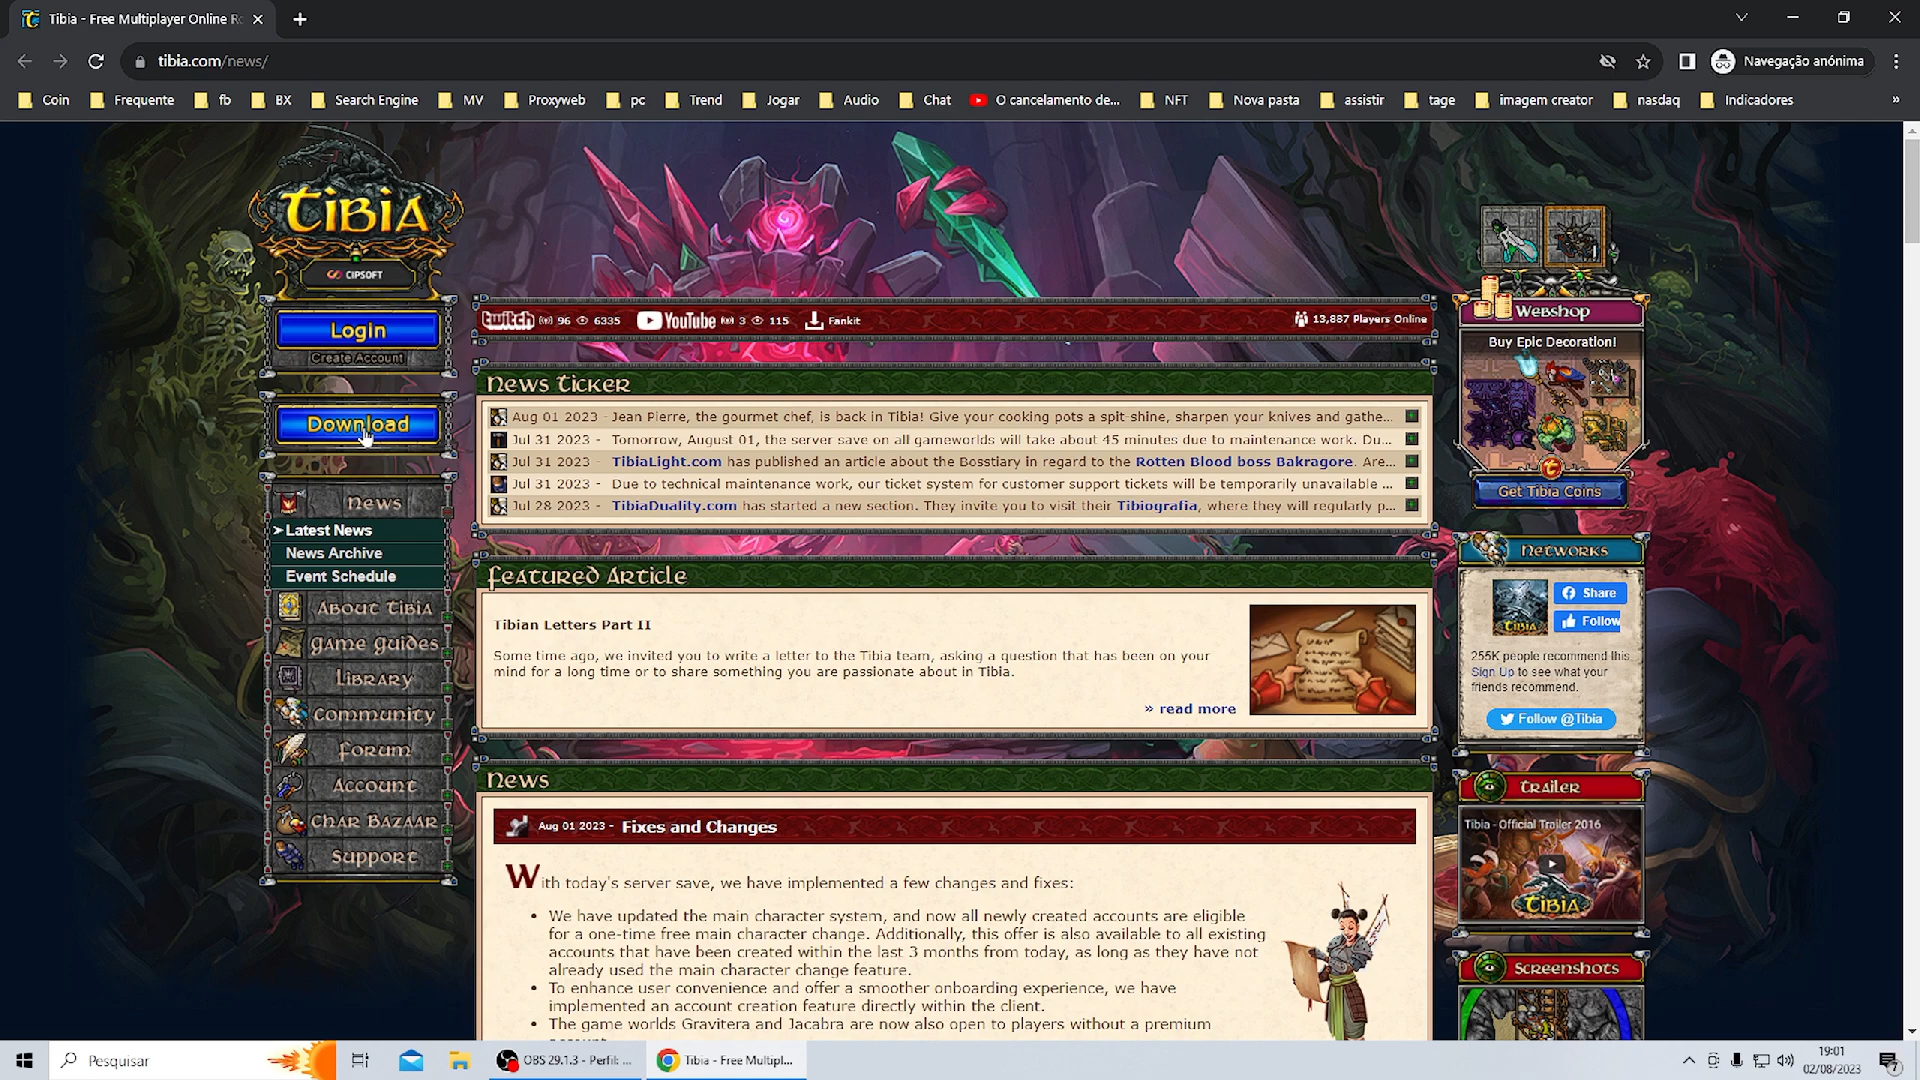 Tibia - Free Multiplayer Online Ro
tibia.com/news/
Navegação anónima
Coin
Frequente
fb
BX
Search Engine
MV
Proxyweb
pc
Trend
Jogar
Audio
Chat
O cancelamento de...
NFT
Nova pasta
assistir
tage
imagem creator
nasdaq
Indicadores
»
TIBIA
CIPSOFT
Login
Create Account
Download
News
Latest News
News Archive
Event Schedule
About Tibia
Game Guides
Library
Community
Forum
Account
Char Bazaar
Support
twitch 96 6335 YouTube 3 115 Fankit
13,887 Players Online
News Ticker
Aug 01 2023 - Jean Pierre, the gourmet chef, is back in Tibia! Give your cooking pots a spit-shine, sharpen your knives and gathe...
Jul 31 2023 - Tomorrow, August 01, the server save on all gameworlds will take about 45 minutes due to maintenance work. Du...
Jul 31 2023 - TibiaLight.com has published an article about the Bosstiary in regard to the Rotten Blood boss Bakragore. Are...
Jul 31 2023 - Due to technical maintenance work, our ticket system for customer support tickets will be temporarily unavailable ...
Jul 28 2023 - TibiaDuality.com has started a new section. They invite you to visit their Tibiografia, where they will regularly p...
Featured Article
Tibian Letters Part II
Some time ago, we invited you to write a letter to the Tibia team, asking a question that has been on your
mind for a long time or to share something you are passionate about in Tibia.
» read more
News
Aug 01 2023 - Fixes and Changes
With today's server save, we have implemented a few changes and fixes:
• We have updated the main character system, and now all newly created accounts are eligible
for a one-time free main character change. Additionally, this offer is also available to all existing
accounts that have been created within the last 3 months from today, as long as they have not
already used the main character change feature.
• To enhance user convenience and offer a smoother onboarding experience, we have
implemented an account creation feature directly within the client.
• The game worlds Gravitera and Jacabra are now also open to players without a premium
Webshop
Buy Epic Decoration!
Get Tibia Coins
Networks
TIBIA
Share
Follow
255K people recommend this.
Sign Up to see what your
friends recommend.
Follow @Tibia
Trailer
Tibia - Official Trailer 2016
TIBIA
Screenshots
Pesquisar
OBS 29.1.3 - Perfil: ...
Tibia - Free Multipl...
19:01
02/08/2023
7